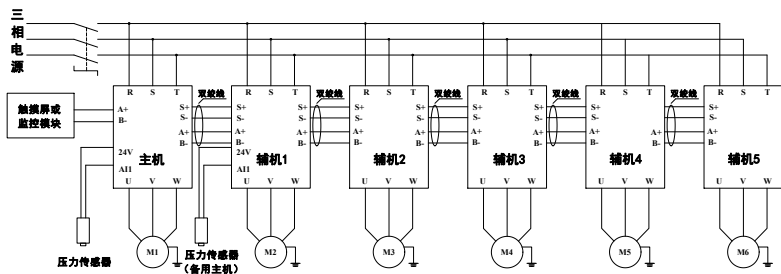 三
相
电
源
R S T R S T R S T R S T R S T R S T
双绞线 双绞线 双绞线 双绞线 双绞线
触摸屏或
监控模块
A+
B-
24V
AI1
主机
S+
S-
A+
B-
U V W
S+
S-
A+
B-
24V
AI1
辅机1
S+
S-
A+
B-
U V W
S+
S-
A+
B-
辅机2
S+
S-
A+
B-
U V W
S+
S-
A+
B-
辅机3
S+
S-
A+
B-
U V W
S+
S-
A+
B-
辅机4
S+
S-
A+
B-
U V W
S+
S-
A+
B-
辅机5
U V W
M1 M2 M3 M4 M5 M6
压力传感器
压力传感器
（备用主机）